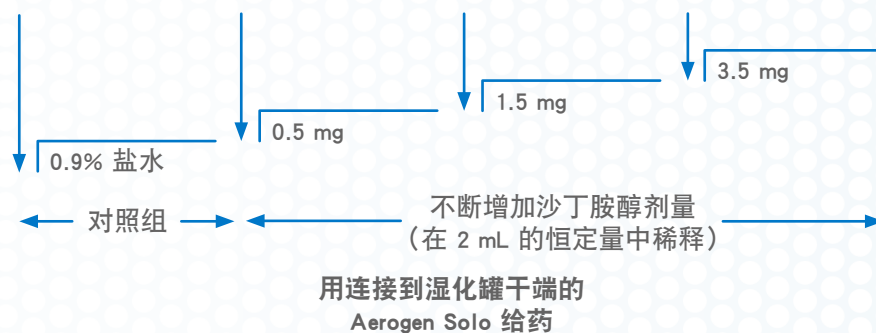 3.5 mg
1.5 mg
0.5 mg
0.9% 盐水
对照组
不断增加沙丁胺醇剂量
（在 2 mL 的恒定量中稀释）
用连接到湿化罐干端的
Aerogen Solo 给药